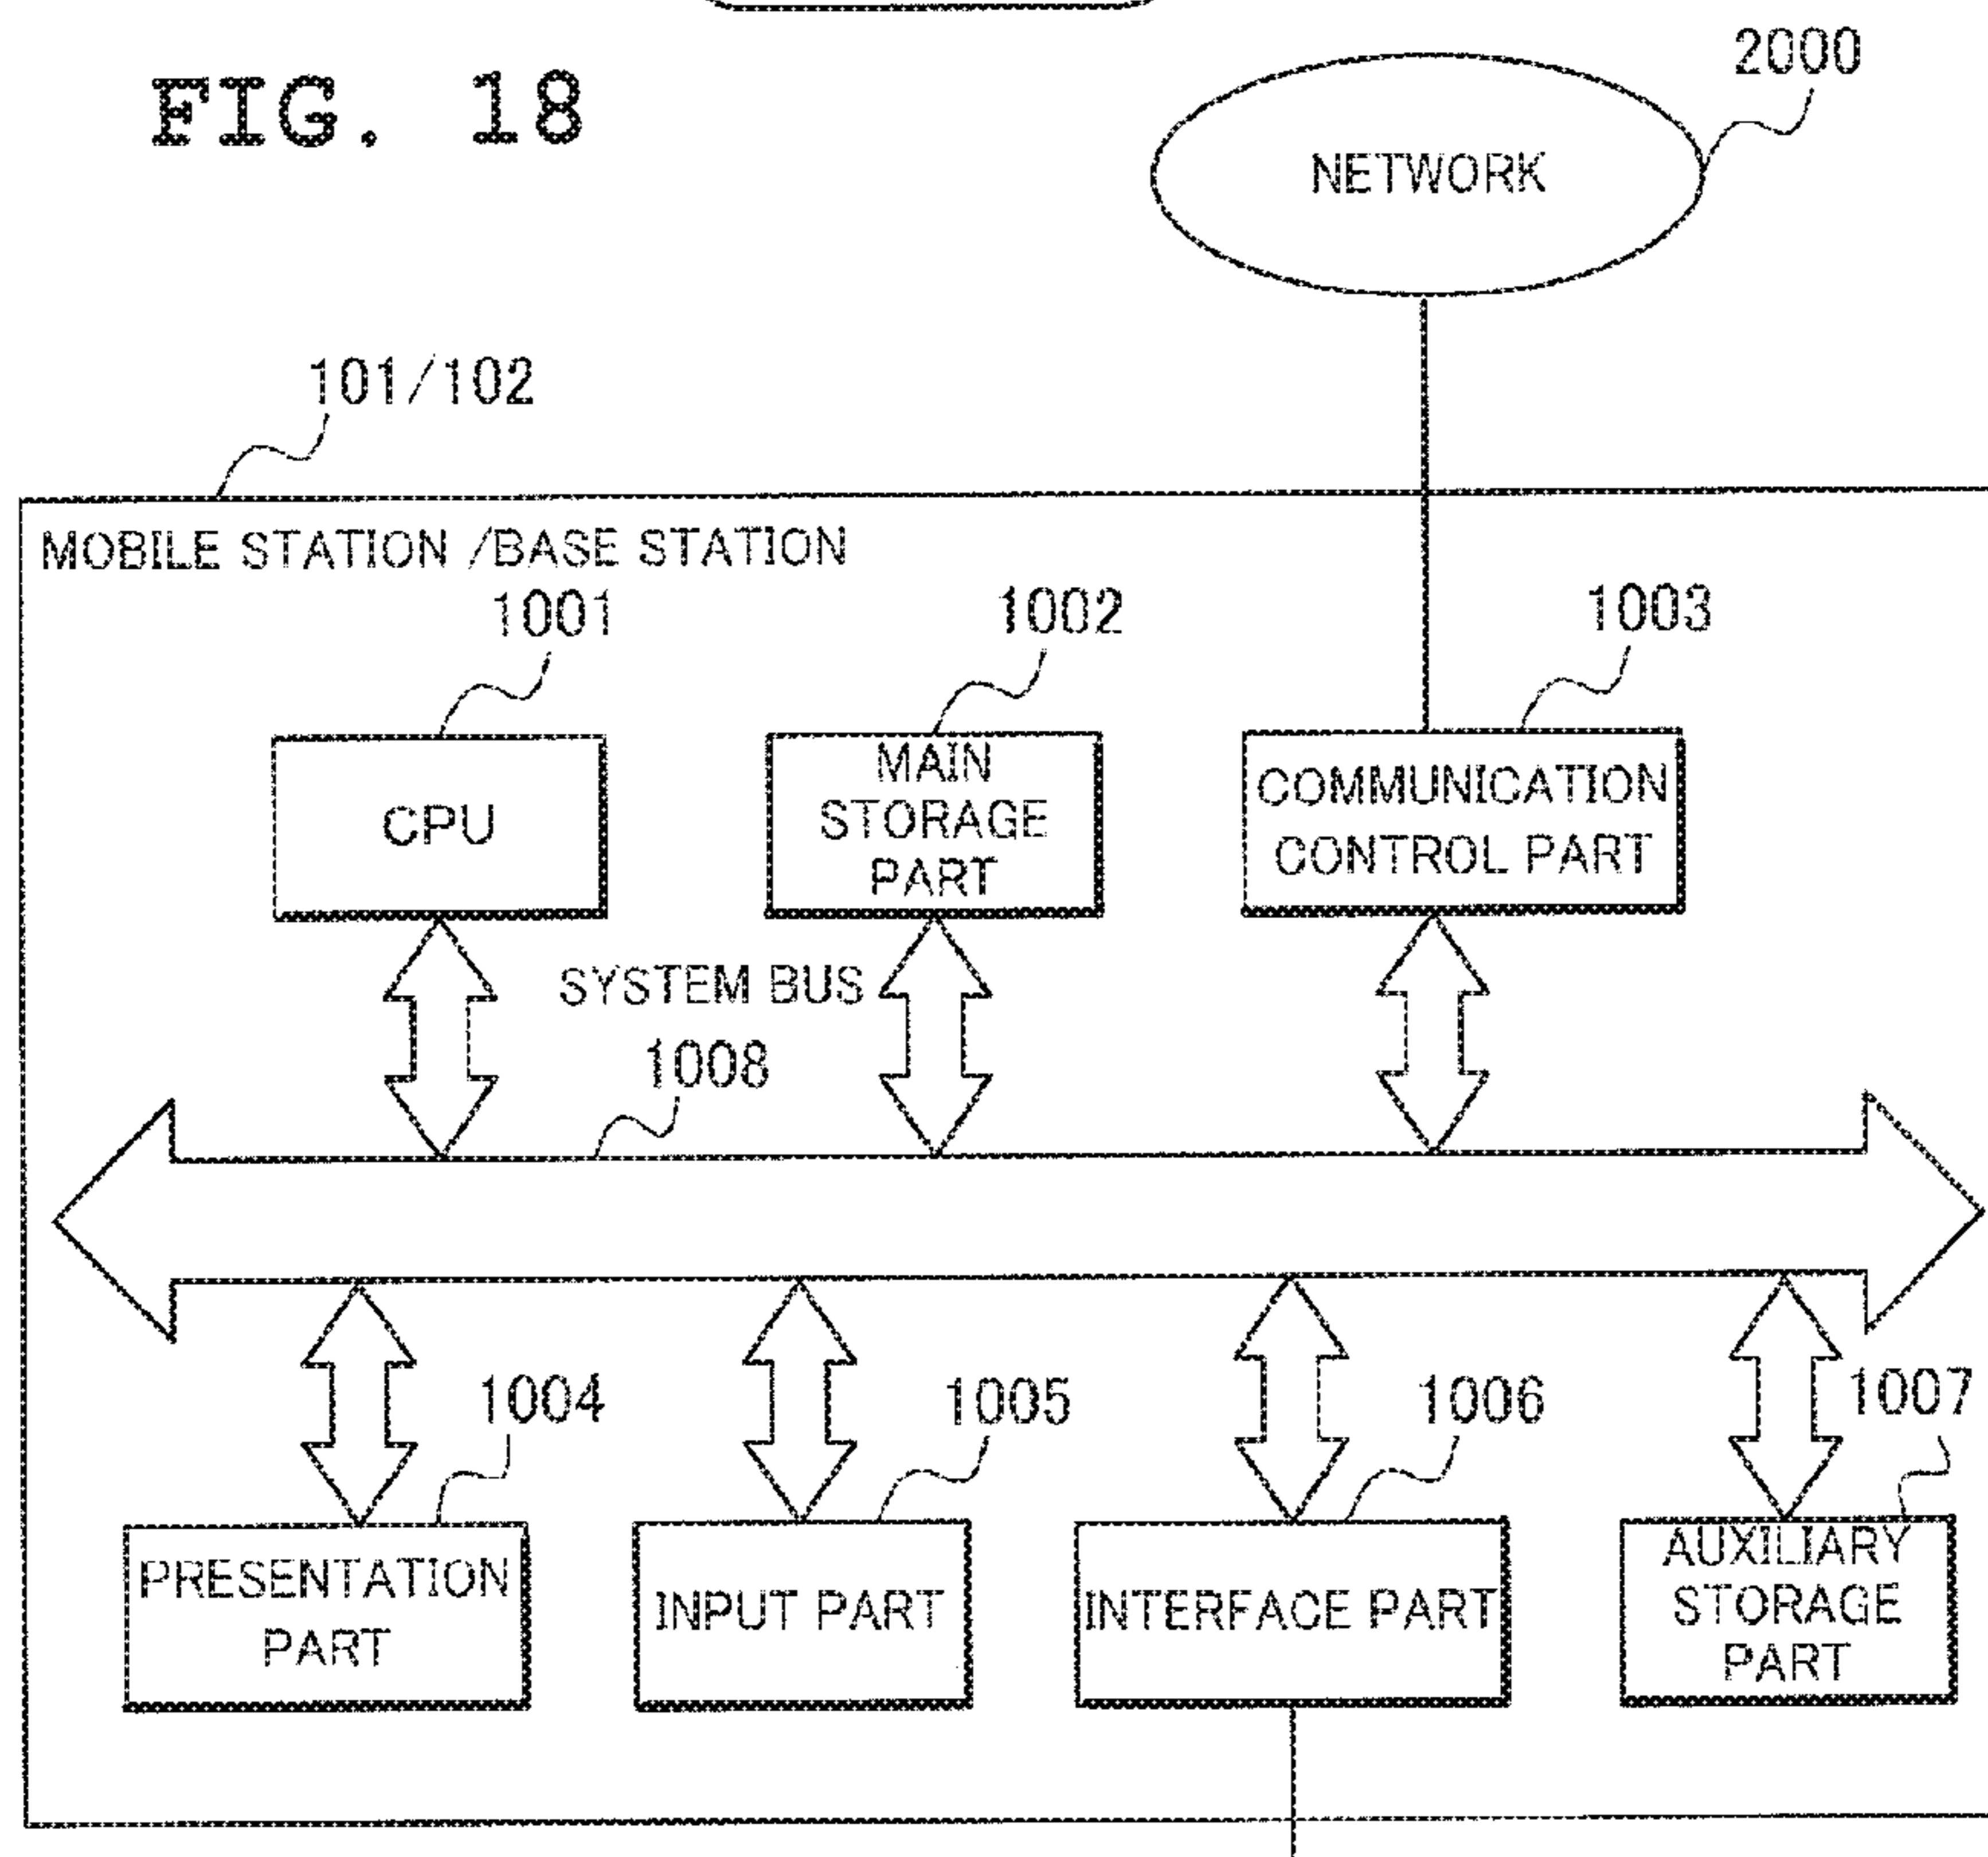 FIG. 18
2000
NETWORK
101/102
MOBILE STATION /BASE STATION
1001
1002
1003
CPU
MAIN
STORAGE
PART
COMMUNICATION
CONTROL PART
SYSTEM BUS
1008
1004
1005
1006
1007
PRESENTATION
PART
INPUT PART
INTERFACE PART
AUXILIARY
STORAGE
PART